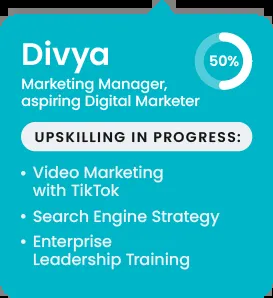 Divya
50%
Marketing Manager,
aspiring Digital Marketer
UPSKILLING IN PROGRESS:
• Video Marketing
with TikTok
• Search Engine Strategy
• Enterprise
Leadership Training